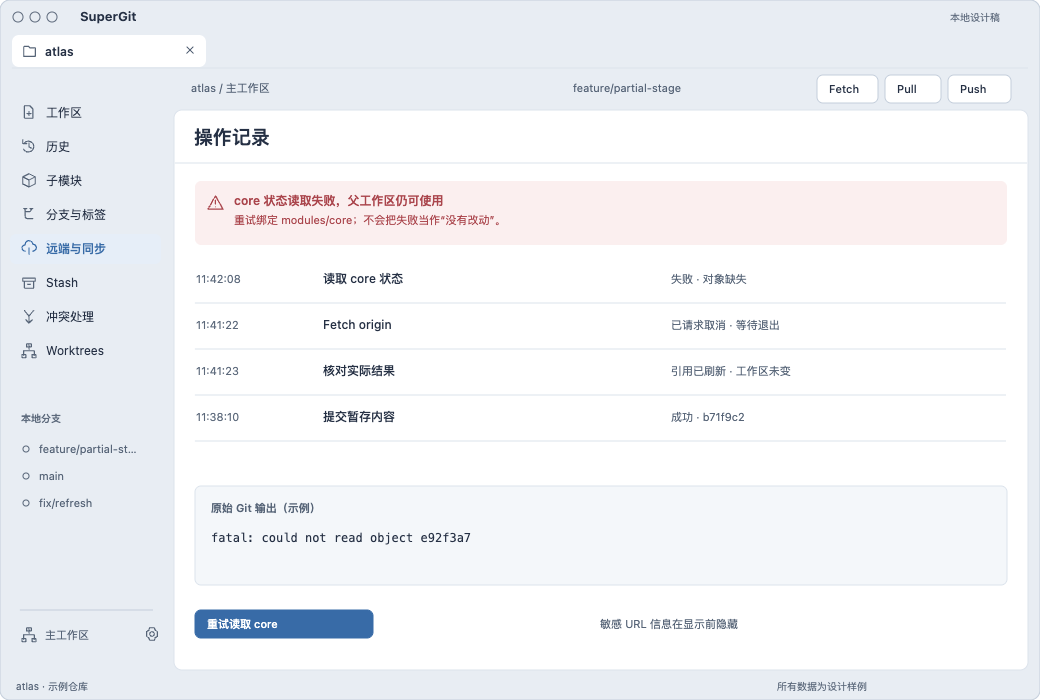 SuperGit
本地设计稿
atlas
atlas / 主工作区
feature/partial-stage
Fetch
Pull
Push
工作区
历史
子模块
分支与标签
远端与同步
Stash
冲突处理
Worktrees
本地分支
feature/partial-st...
main
fix/refresh
主工作区
操作记录
core 状态读取失败，父工作区仍可使用
重试绑定 modules/core；不会把失败当作“没有改动”。
11:42:08 读取 core 状态 失败 · 对象缺失
11:41:22 Fetch origin 已请求取消 · 等待退出
11:41:23 核对实际结果 引用已刷新 · 工作区未变
11:38:10 提交暂存内容 成功 · b71f9c2
原始 Git 输出（示例）
fatal: could not read object e92f3a7
重试读取 core
敏感 URL 信息在显示前隐藏
atlas · 示例仓库
所有数据为设计样例